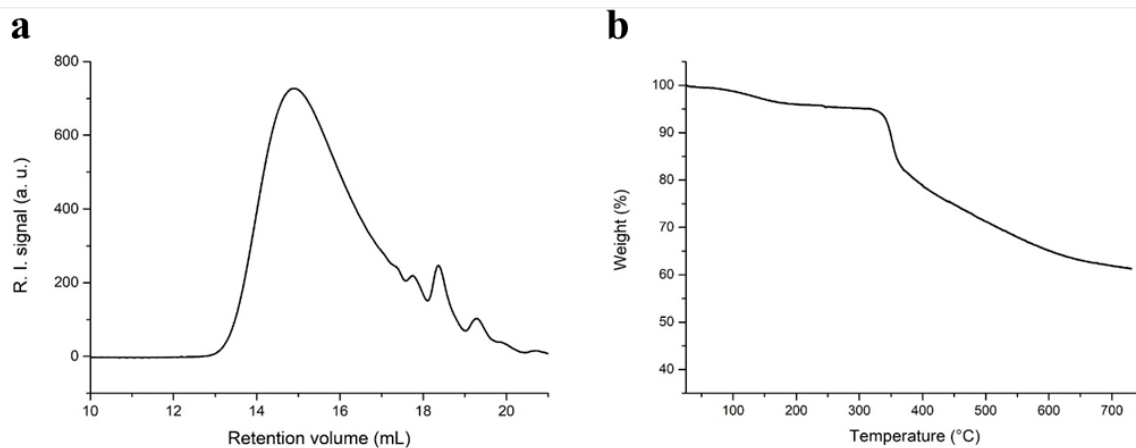 a
800
600
400
200
0
R. I. signal (a. u.)
10 12 14 16 18 20
Retention volume (mL)
b
100
90
80
70
60
50
40
Weight (%)
100 200 300 400 500 600 700
Temperature (°C)